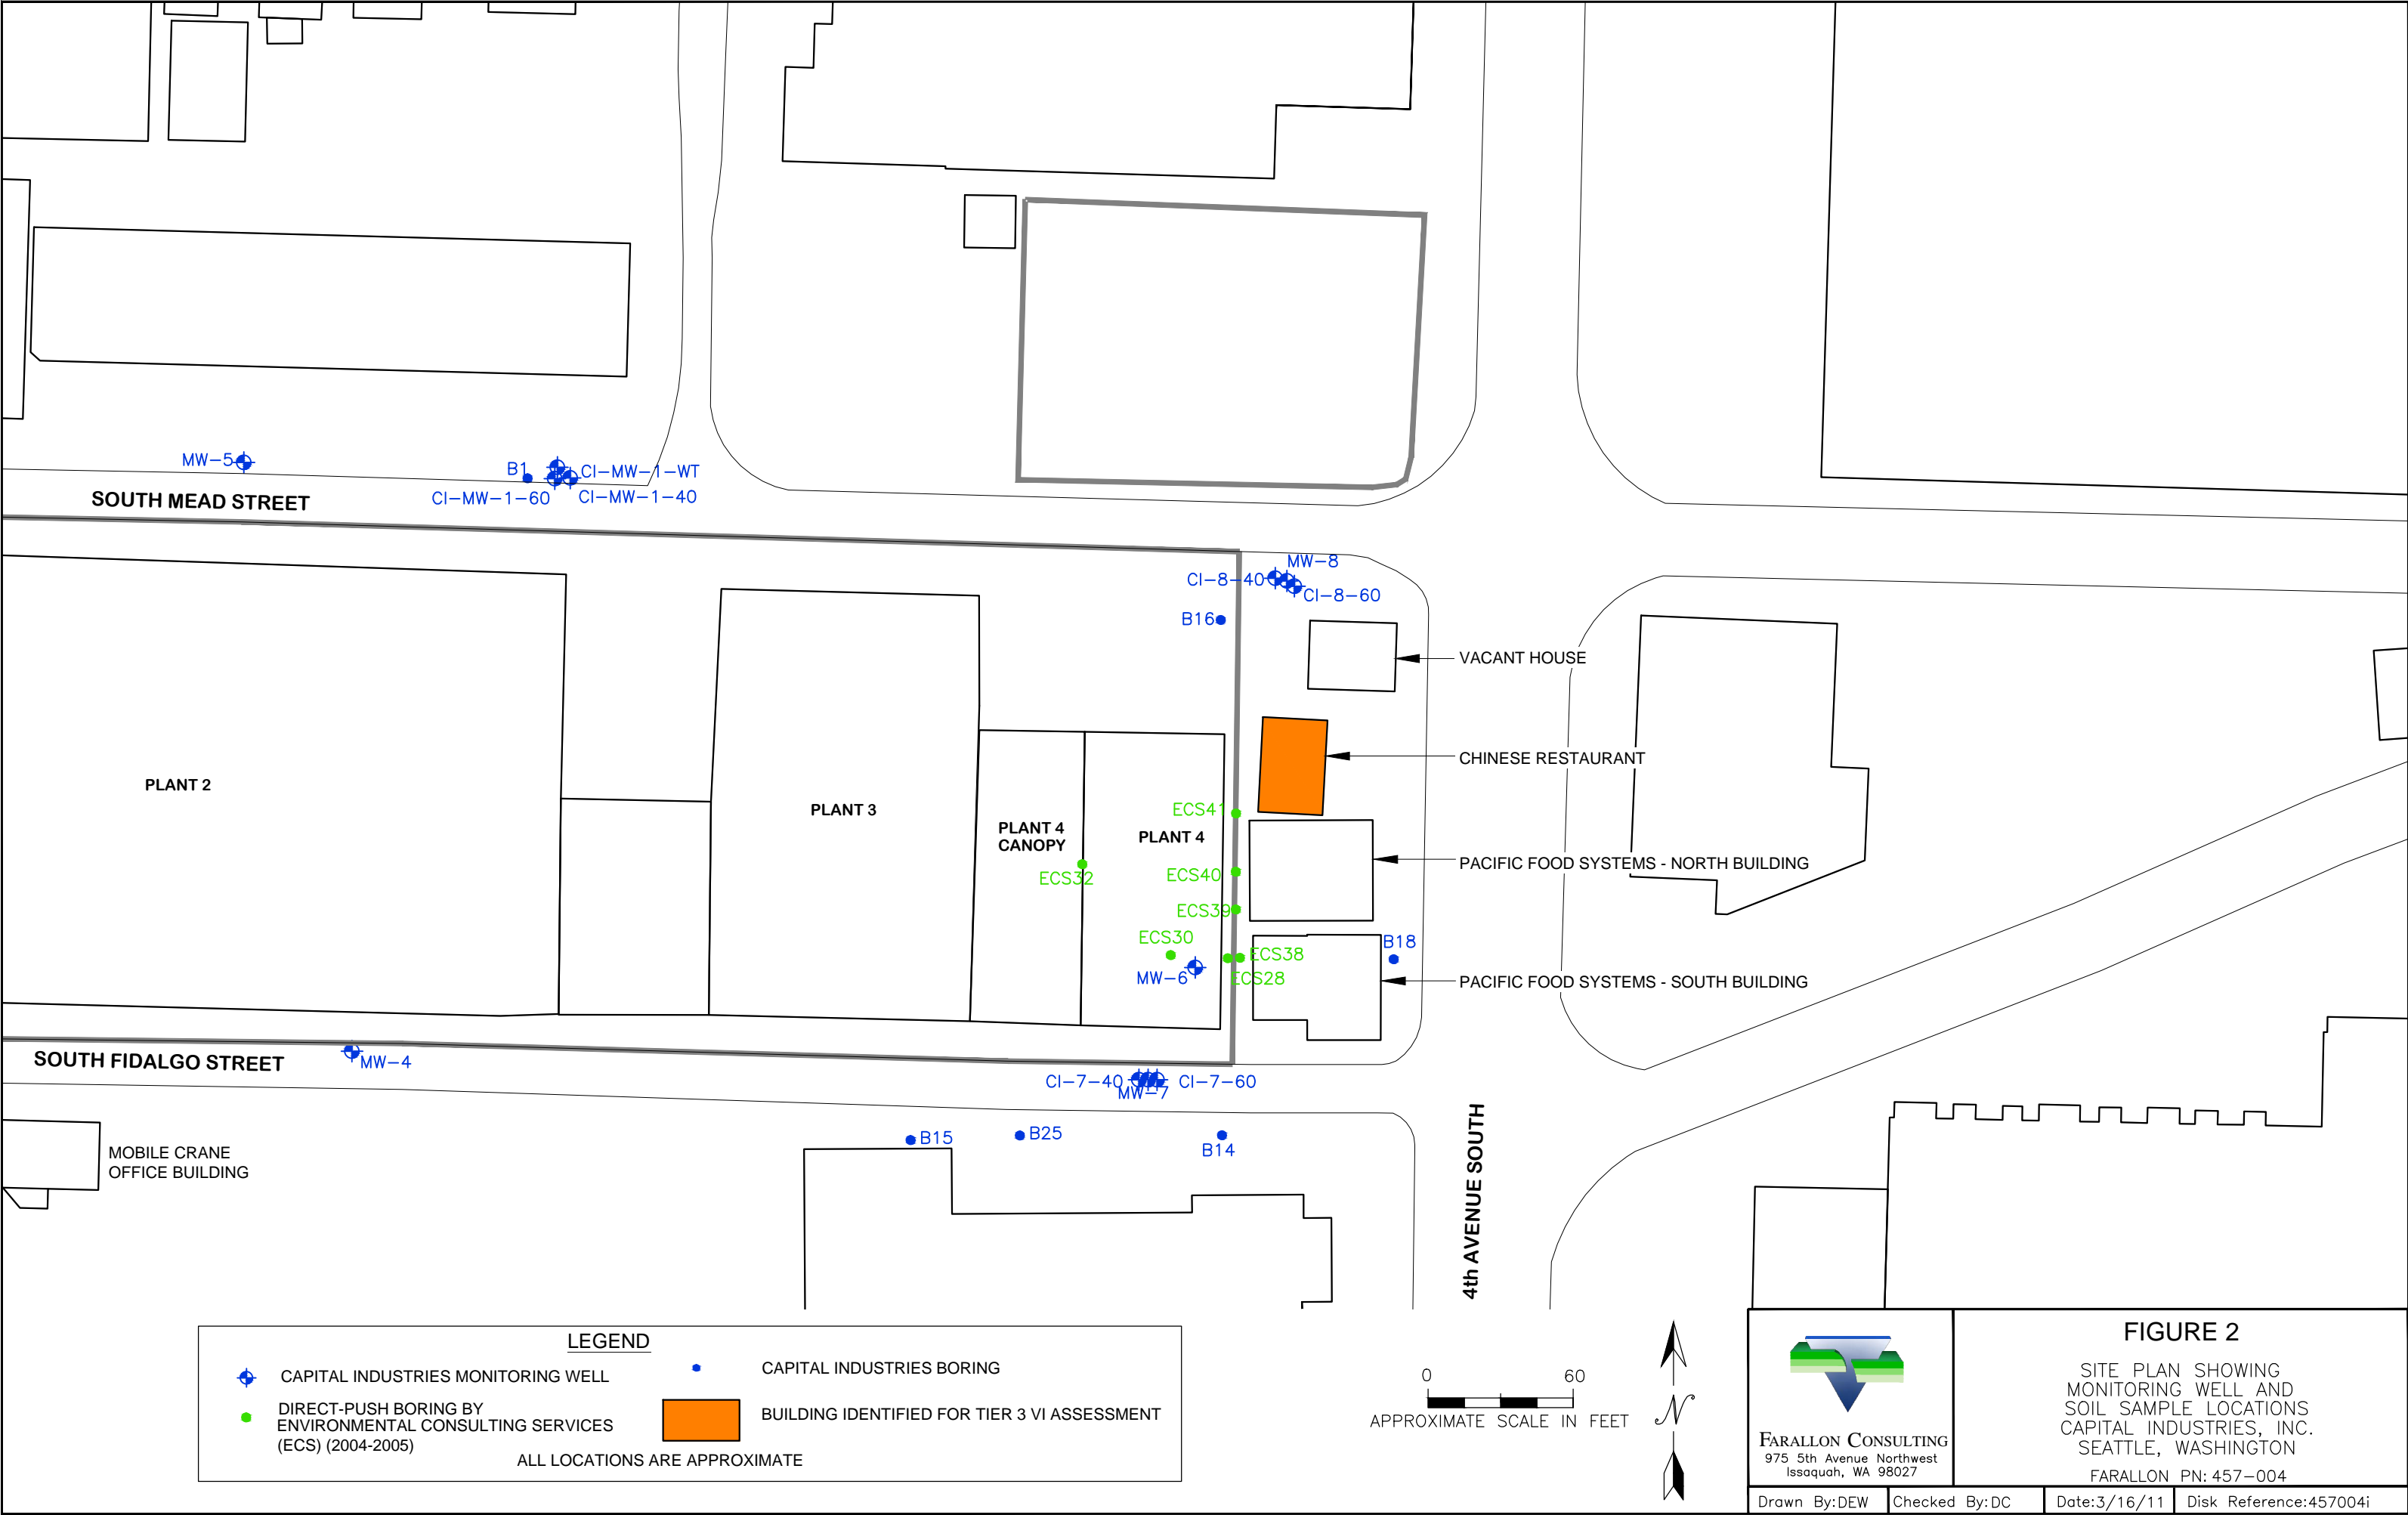 MW-5
B1
CI-MW-1-WT
CI-MW-1-60
CI-MW-1-40
SOUTH MEAD STREET
MW-8
CI-8-40
CI-8-60
B16
VACANT HOUSE
CHINESE RESTAURANT
PLANT 2
PLANT 3
PLANT 4
CANOPY
PLANT 4
ECS41
ECS32
ECS40
PACIFIC FOOD SYSTEMS - NORTH BUILDING
ECS39
ECS30
B18
ECS38
MW-6
ECS28
PACIFIC FOOD SYSTEMS - SOUTH BUILDING
SOUTH FIDALGO STREET
MW-4
CI-7-40
CI-7-60
MW-7
B15
B25
B14
MOBILE CRANE
OFFICE BUILDING
4th AVENUE SOUTH
LEGEND
CAPITAL INDUSTRIES MONITORING WELL
CAPITAL INDUSTRIES BORING
DIRECT-PUSH BORING BY
ENVIRONMENTAL CONSULTING SERVICES
(ECS) (2004-2005)
BUILDING IDENTIFIED FOR TIER 3 VI ASSESSMENT
ALL LOCATIONS ARE APPROXIMATE
0 60
APPROXIMATE SCALE IN FEET
N
FARALLON CONSULTING
975 5th Avenue Northwest
Issaquah, WA 98027
FIGURE 2
SITE PLAN SHOWING
MONITORING WELL AND
SOIL SAMPLE LOCATIONS
CAPITAL INDUSTRIES, INC.
SEATTLE, WASHINGTON
FARALLON PN: 457-004
Drawn By:DEW
Checked By:DC
Date:3/16/11
Disk Reference:457004i